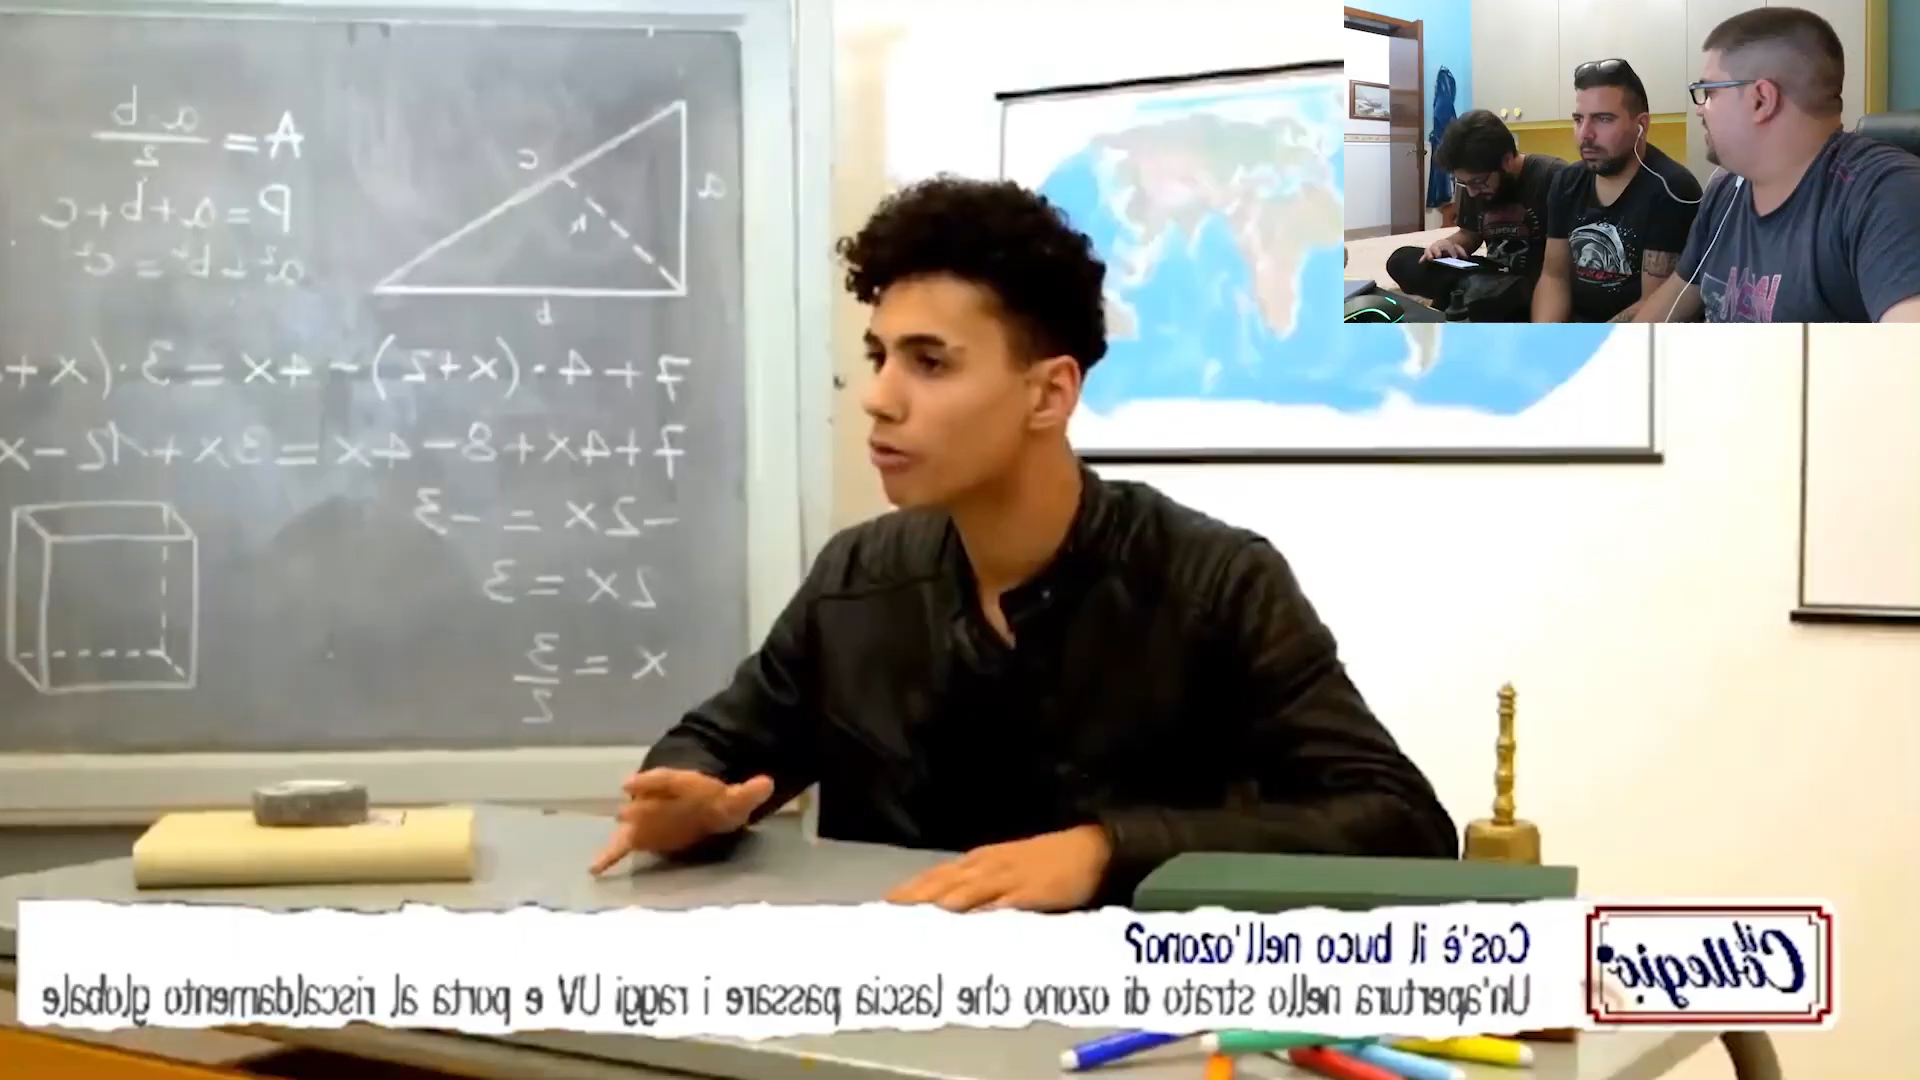 A = a·b/2
P = a+b+c
a²+b² = c²
c
a
h
b
7+4·(x+2)-4x=3·(x+
7+4x+8-4x=3x+12-x
-2x = -3
2x = 3
x = 3/2
Cos'è il buco nell'ozono?
Un'apertura nello strato di ozono che lascia passare i raggi UV e porta al riscaldamento globale
il
Collegio